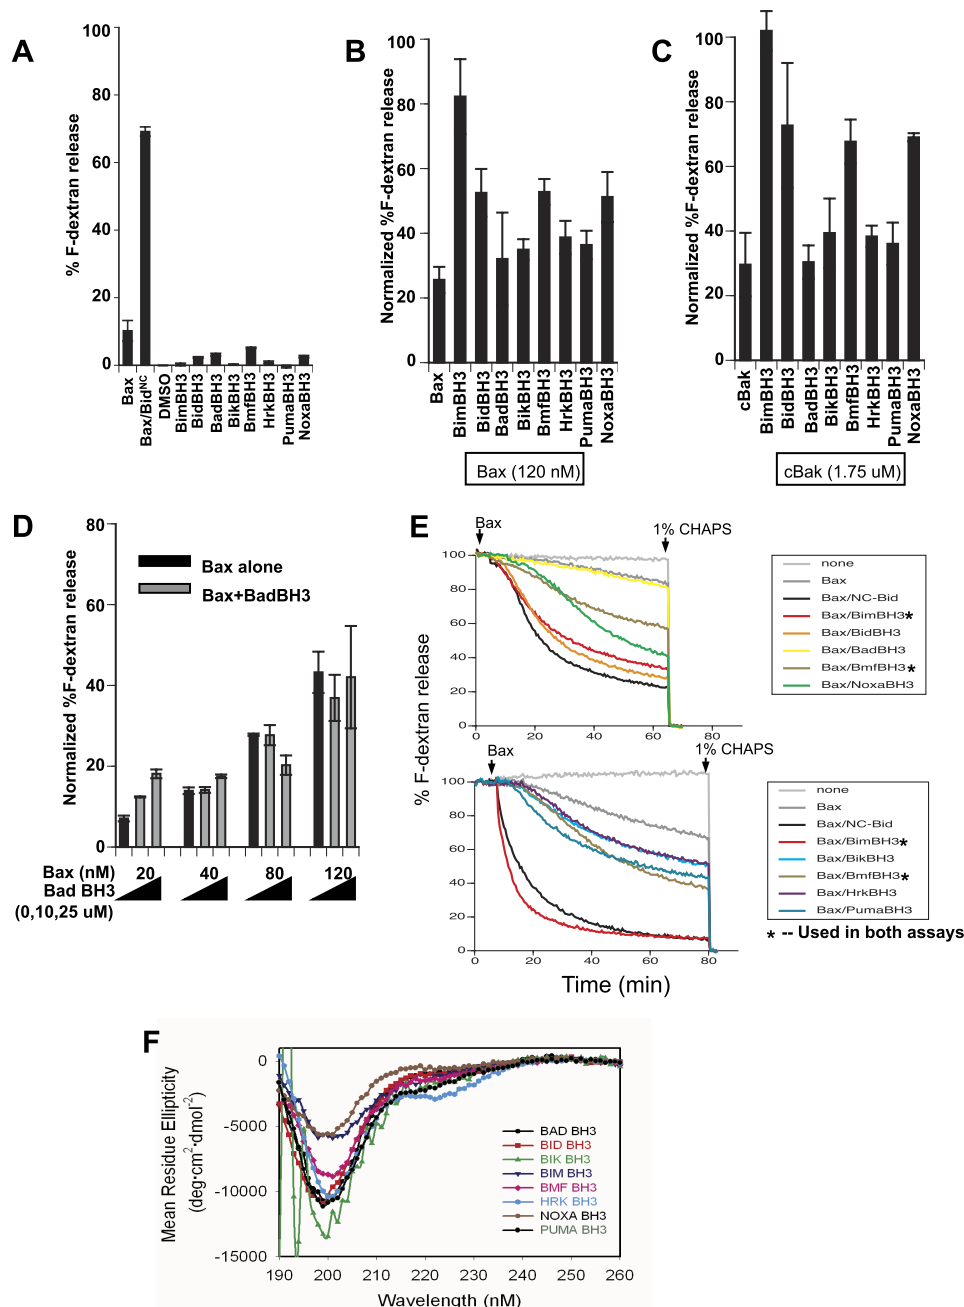 A
% F-dextran release
100
80
60
40
20
0
Bax
Bax/Bid^NC
DMSO
BimBH3
BidBH3
BadBH3
BikBH3
BmfBH3
HrkBH3
PumaBH3
NoxaBH3
B
Normalized %F-dextran release
100
80
60
40
20
0
Bax
BimBH3
BidBH3
BadBH3
BikBH3
BmfBH3
HrkBH3
PumaBH3
NoxaBH3
Bax (120 nM)
C
Normalized %F-dextran release
100
80
60
40
20
0
cBak
BimBH3
BidBH3
BadBH3
BikBH3
BmfBH3
HrkBH3
PumaBH3
NoxaBH3
cBak (1.75 uM)
D
Normalized %F-dextran release
80
60
40
20
0
Bax alone
Bax+BadBH3
Bax (nM) 20 40 80 120
Bad BH3
(0,10,25 uM)
E
% F-dextran release
Bax
1% CHAPS
100
80
60
40
20
0
0 20 40 60 80
none
Bax
Bax/NC-Bid
Bax/BimBH3*
Bax/BidBH3
Bax/BadBH3
Bax/BmfBH3*
Bax/NoxaBH3
Bax
1% CHAPS
100
80
60
40
20
0
0 20 40 60 80
Time (min)
none
Bax
Bax/NC-Bid
Bax/BimBH3*
Bax/BikBH3
Bax/BmfBH3*
Bax/HrkBH3
Bax/PumaBH3
* -- Used in both assays
F
Mean Residue Ellipticity
(deg·cm²·dmol⁻²)
0
-5000
-10000
-15000
190 200 210 220 230 240 250 260
Wavelength (nM)
BAD BH3
BID BH3
BIK BH3
BIM BH3
BMF BH3
HRK BH3
NOXA BH3
PUMA BH3